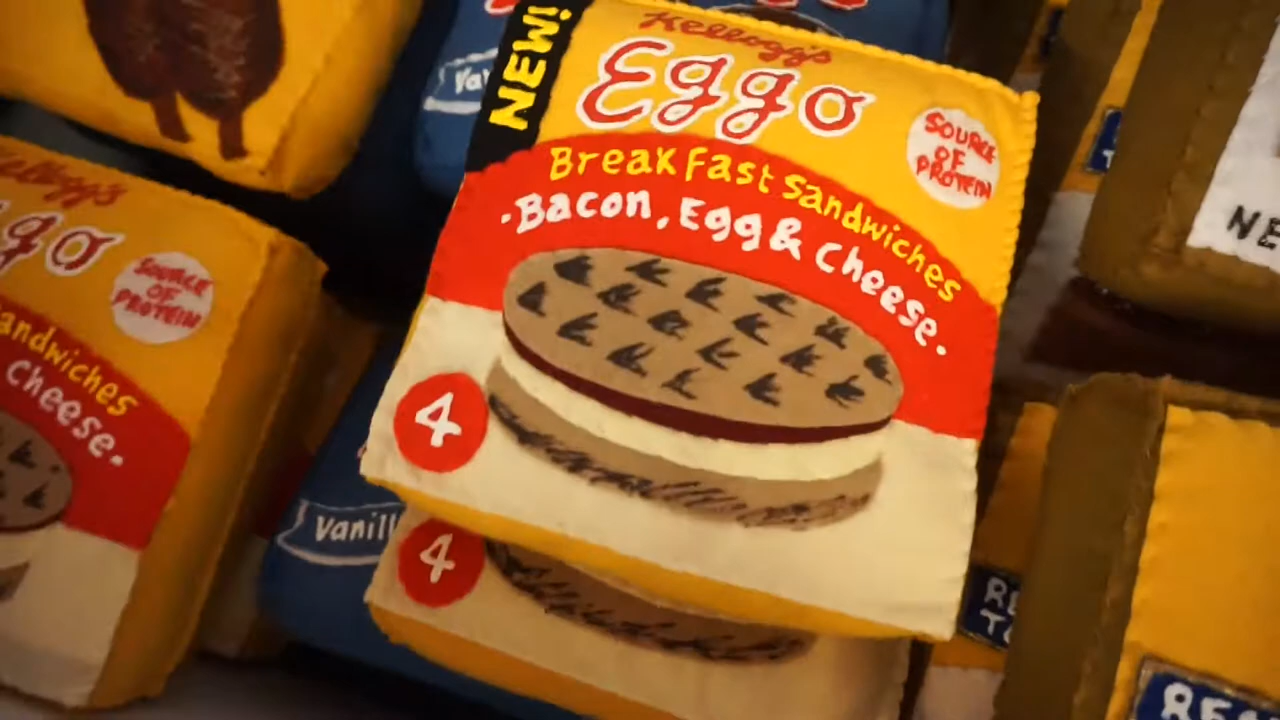 NEW!
Kellogg's
Eggo
SOURCE
OF
PROTEIN
Breakfast Sandwiches
-Bacon, Egg & Cheese.
4
4
Kellogg's
ggo
SOURCE
OF
PROTEIN
andwiches
Cheese.
Vanill
NE